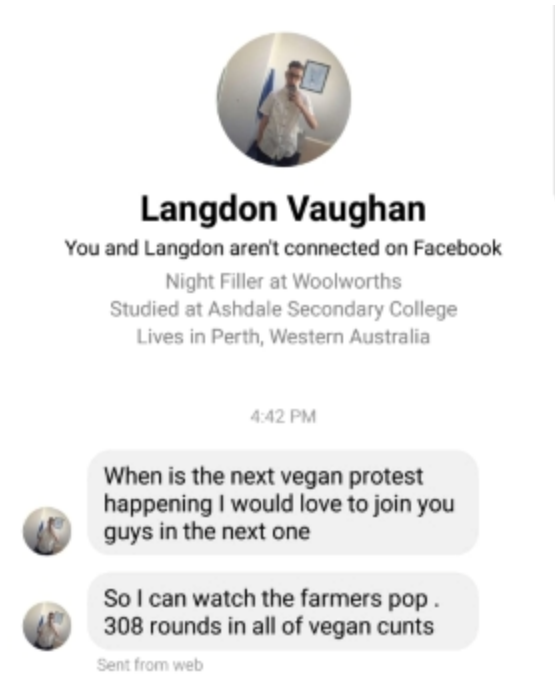 Langdon Vaughan
You and Langdon aren't connected on Facebook
Night Filler at Woolworths
Studied at Ashdale Secondary College
Lives in Perth, Western Australia
4:42 PM
When is the next vegan protest
happening I would love to join you
guys in the next one
So I can watch the farmers pop .
308 rounds in all of vegan cunts
Sent from web